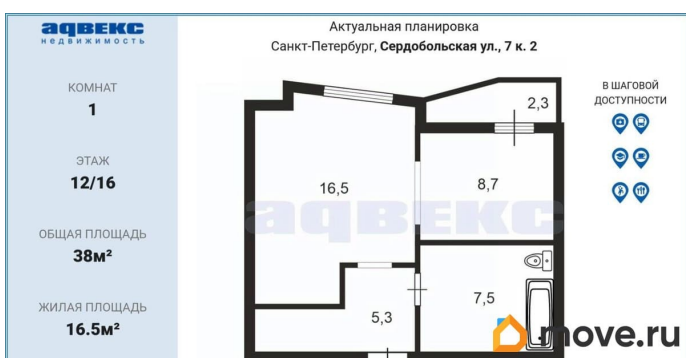 адвекс
недвижимость
КОМНАТ
1
ЭТАЖ
12/16
ОБЩАЯ ПЛОЩАДЬ
38м²
ЖИЛАЯ ПЛОЩАДЬ
16.5м²
Актуальная планировка
Санкт-Петербург, Сердобольская ул., 7 к. 2
2,3
16,5
8,7
адвекс
7,5
5,3
В ШАГОВОЙ
ДОСТУПНОСТИ
move.ru